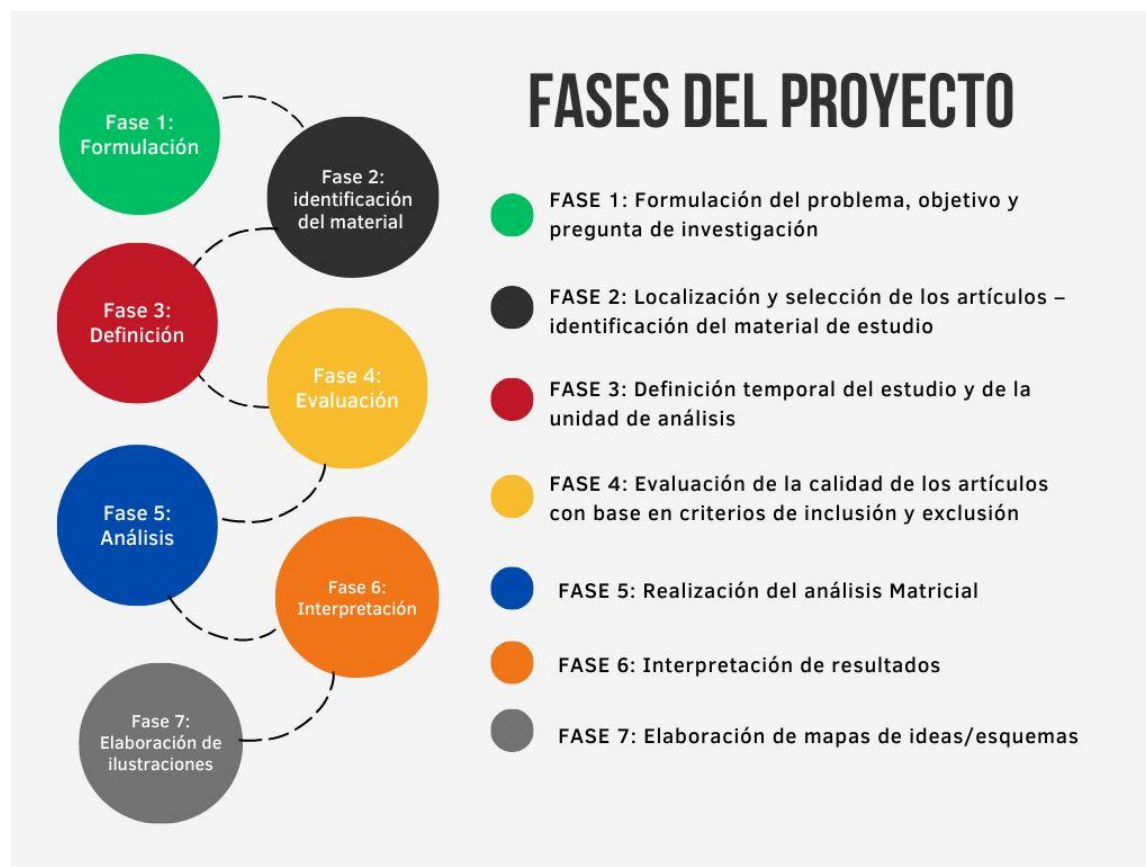 FASES DEL PROYECTO
Fase 1:
Formulación
Fase 2:
identificación
del material
Fase 3:
Definición
Fase 4:
Evaluación
Fase 5:
Análisis
Fase 6:
Interpretación
Fase 7:
Elaboración de
ilustraciones
FASE 1: Formulación del problema, objetivo y
pregunta de investigación
FASE 2: Localización y selección de los artículos –
identificación del material de estudio
FASE 3: Definición temporal del estudio y de la
unidad de análisis
FASE 4: Evaluación de la calidad de los artículos
con base en criterios de inclusión y exclusión
FASE 5: Realización del análisis Matricial
FASE 6: Interpretación de resultados
FASE 7: Elaboración de mapas de ideas/esquemas